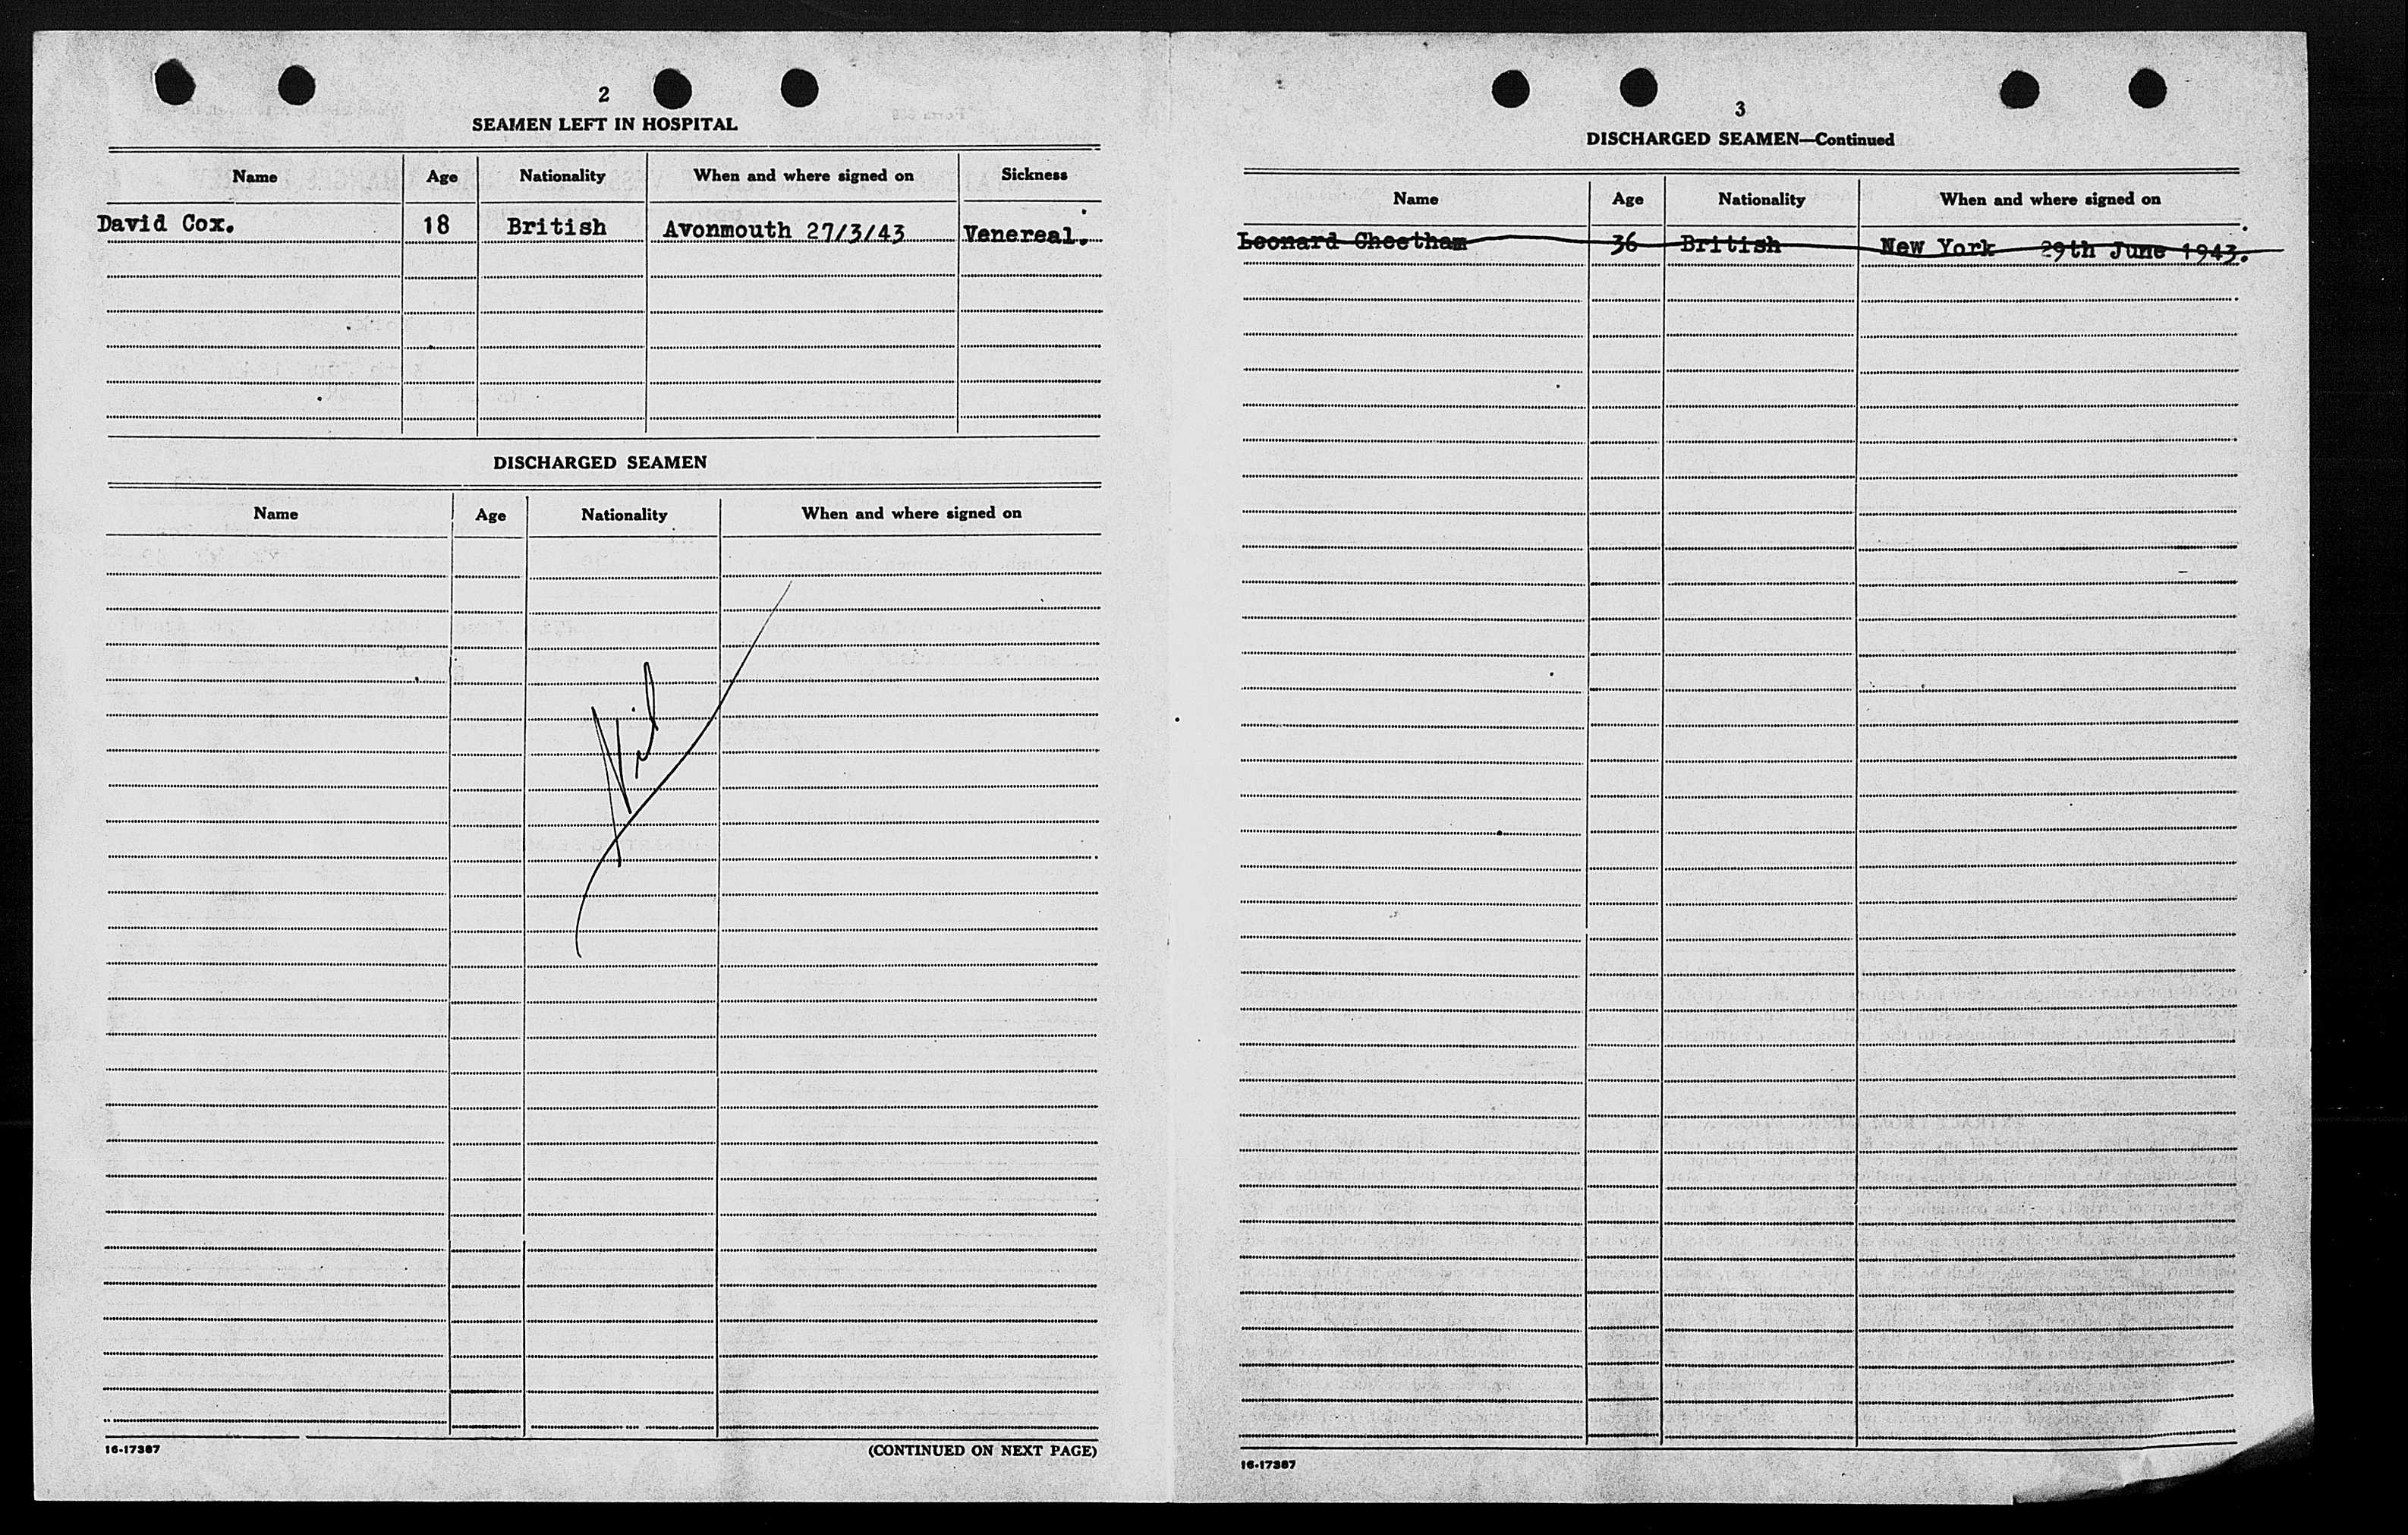 2
SEAMEN LEFT IN HOSPITAL
Name Age Nationality When and where signed on Sickness
David Cox. 18 British Avonmouth 27/3/43 Venereal.
DISCHARGED SEAMEN
Name Age Nationality When and where signed on
Nil
16-17387 (CONTINUED ON NEXT PAGE)
3
DISCHARGED SEAMEN—Continued
Name Age Nationality When and where signed on
Leonard Cheetham 36 British New York 29th June 1943.
16-17387